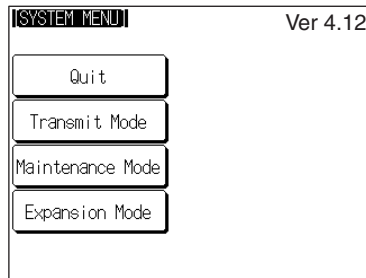 [SYSTEM MENU]
Ver 4.12
Quit
Transmit Mode
Maintenance Mode
Expansion Mode